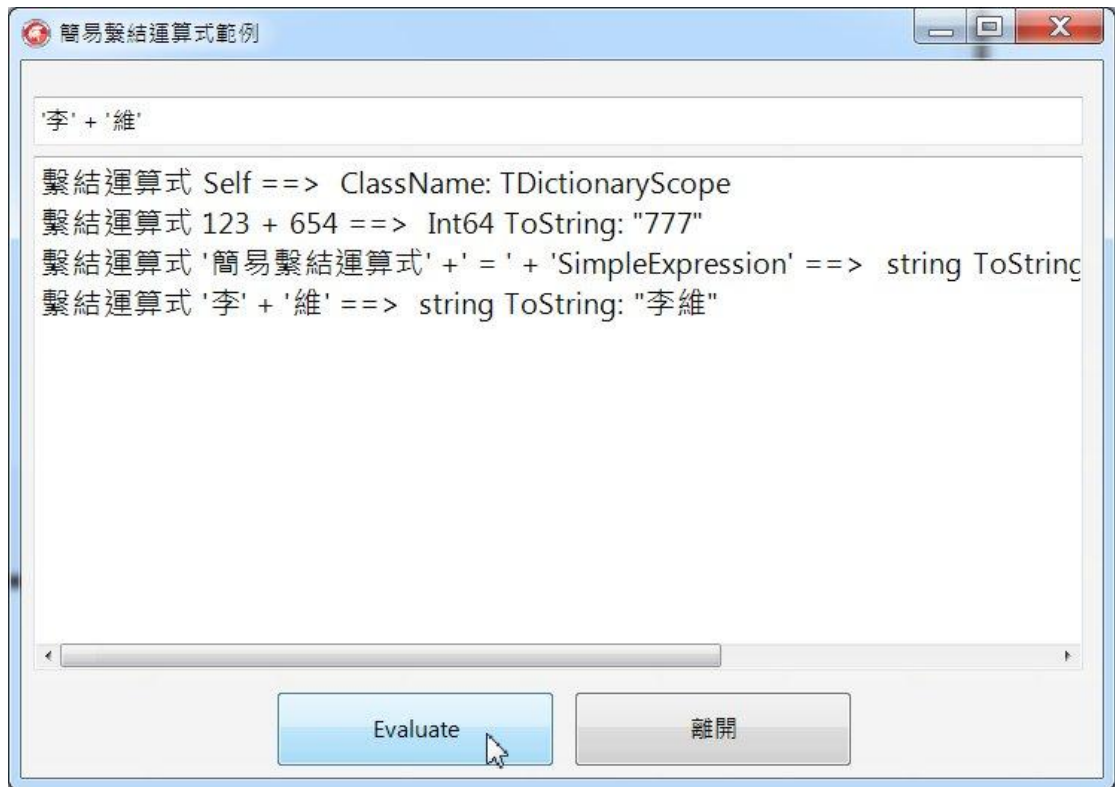 簡易繫結運算式範例
'李' + '維'
繫結運算式 Self ==>  ClassName: TDictionaryScope
繫結運算式 123 + 654 ==>  Int64 ToString: "777"
繫結運算式 '簡易繫結運算式' +' = ' + 'SimpleExpression' ==>  string ToString
繫結運算式 '李' + '維' ==>  string ToString: "李維"
Evaluate
離開